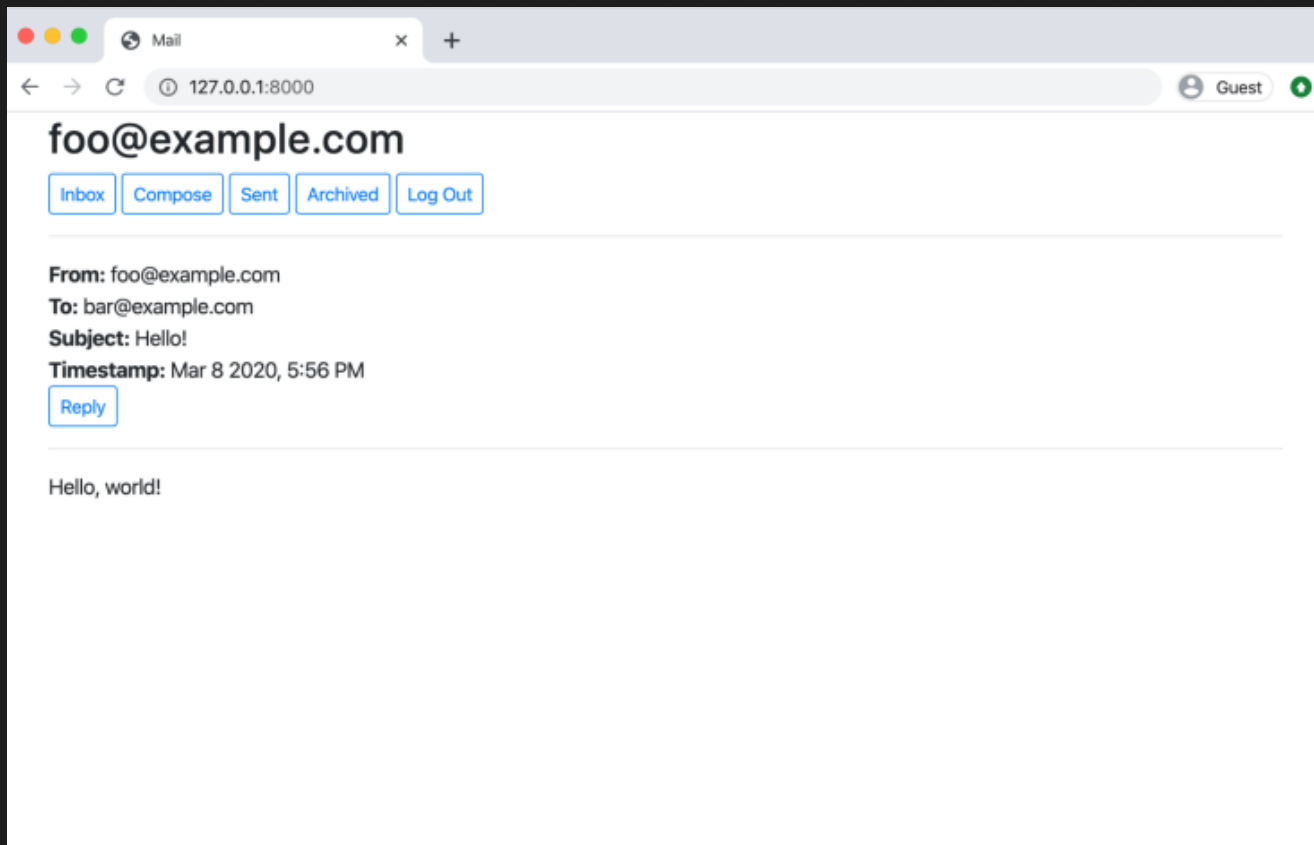 Mail
127.0.0.1:8000
Guest
foo@example.com
Inbox Compose Sent Archived Log Out
From: foo@example.com
To: bar@example.com
Subject: Hello!
Timestamp: Mar 8 2020, 5:56 PM
Reply
Hello, world!